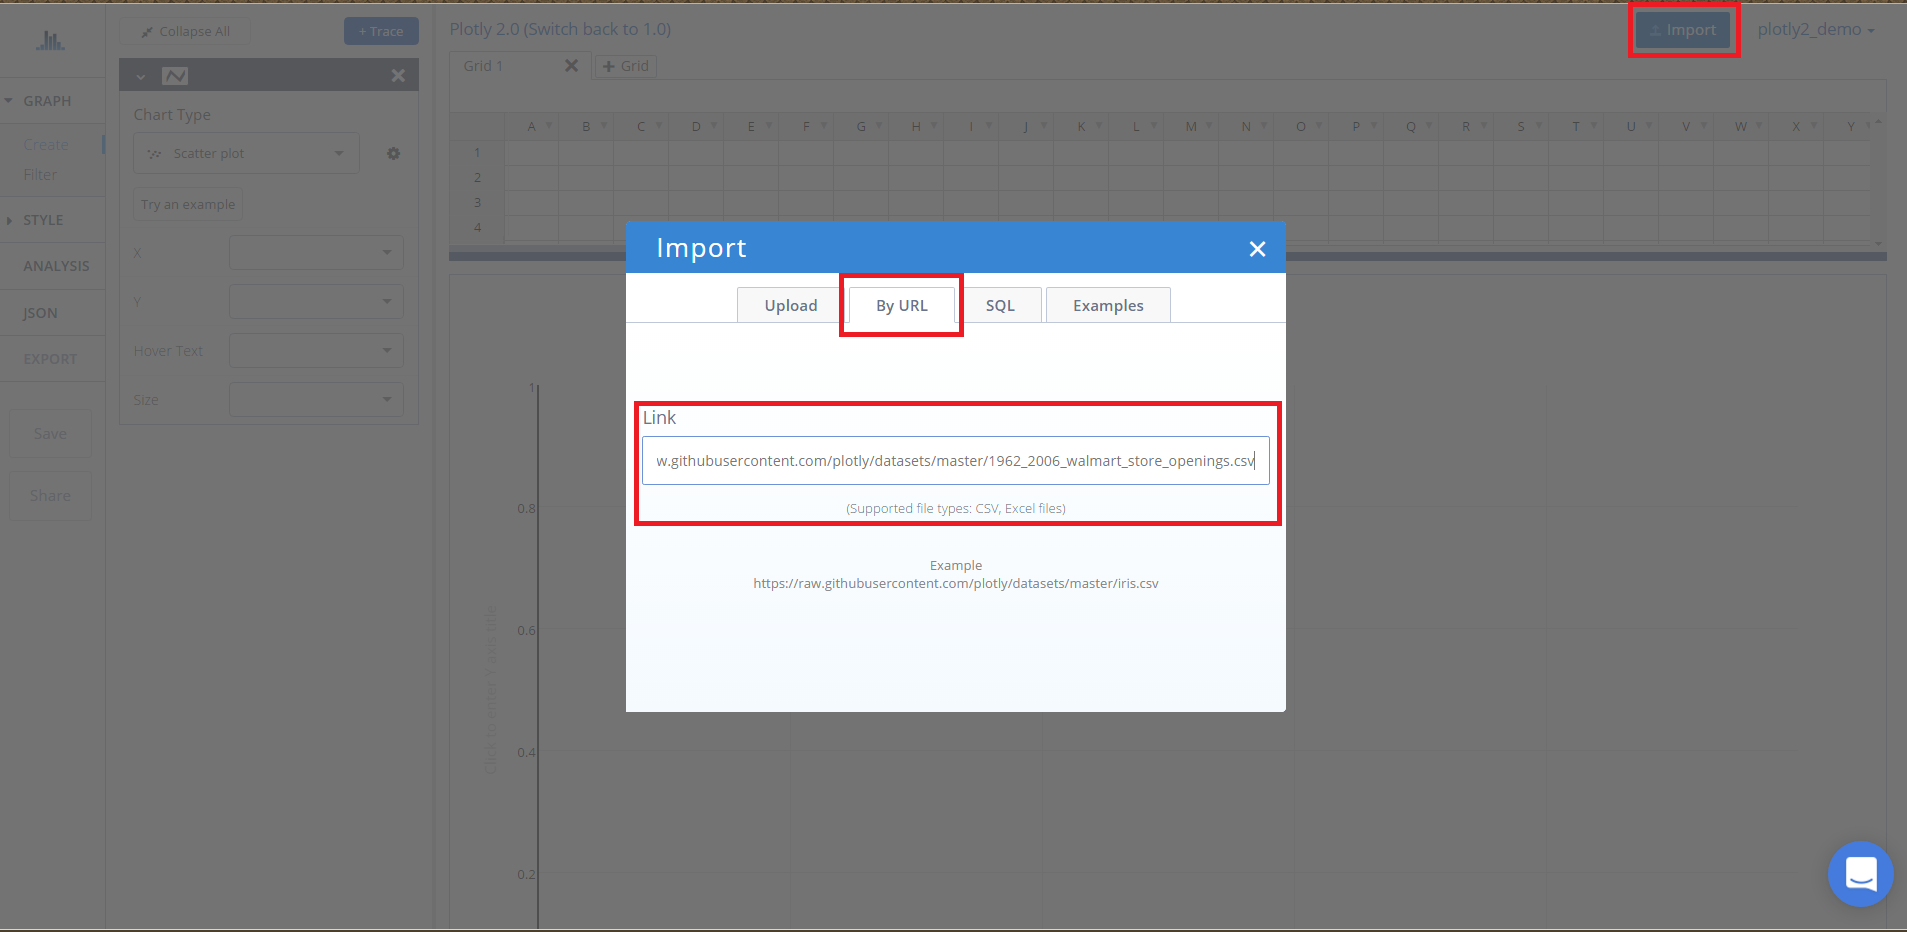 Collapse All
+ Trace
Plotly 2.0 (Switch back to 1.0)
Import
plotly2_demo
Grid 1
Grid
GRAPH
Create
Filter
STYLE
ANALYSIS
JSON
EXPORT
Save
Share
Chart Type
Scatter plot
Try an example
X
Y
Hover Text
Size
A B C D E F G H I J K L M N O P Q R S T U V W X Y
1
2
3
4
Import
Upload
By URL
SQL
Examples
Link
w.githubusercontent.com/plotly/datasets/master/1962_2006_walmart_store_openings.csv
(Supported file types: CSV, Excel files)
Example
https://raw.githubusercontent.com/plotly/datasets/master/iris.csv
1
0.8
0.6
0.4
0.2
Click to enter Y axis title